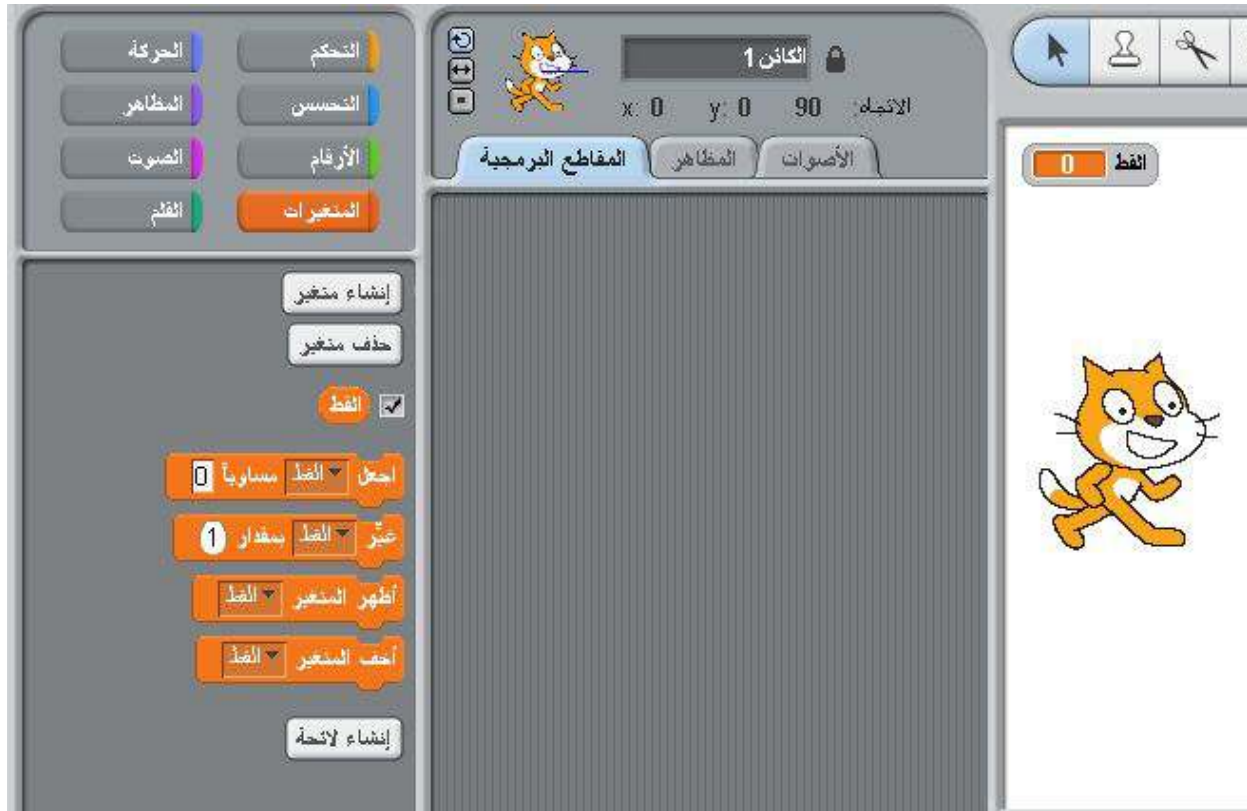 الحركة التحكم
المظاهر التحسس
الصوت الأرقام
القلم المتغيرات
إنشاء متغير
حذف متغير
القط
اجعل القط مساوياً 0
غيِّر القط بمقدار 1
أظهر المتغير القط
أخف المتغير القط
إنشاء لائحة
الكائن 1
x: 0 y: 0 90 الاتجاه:
المقاطع البرمجية المظاهر الأصوات
القط 0